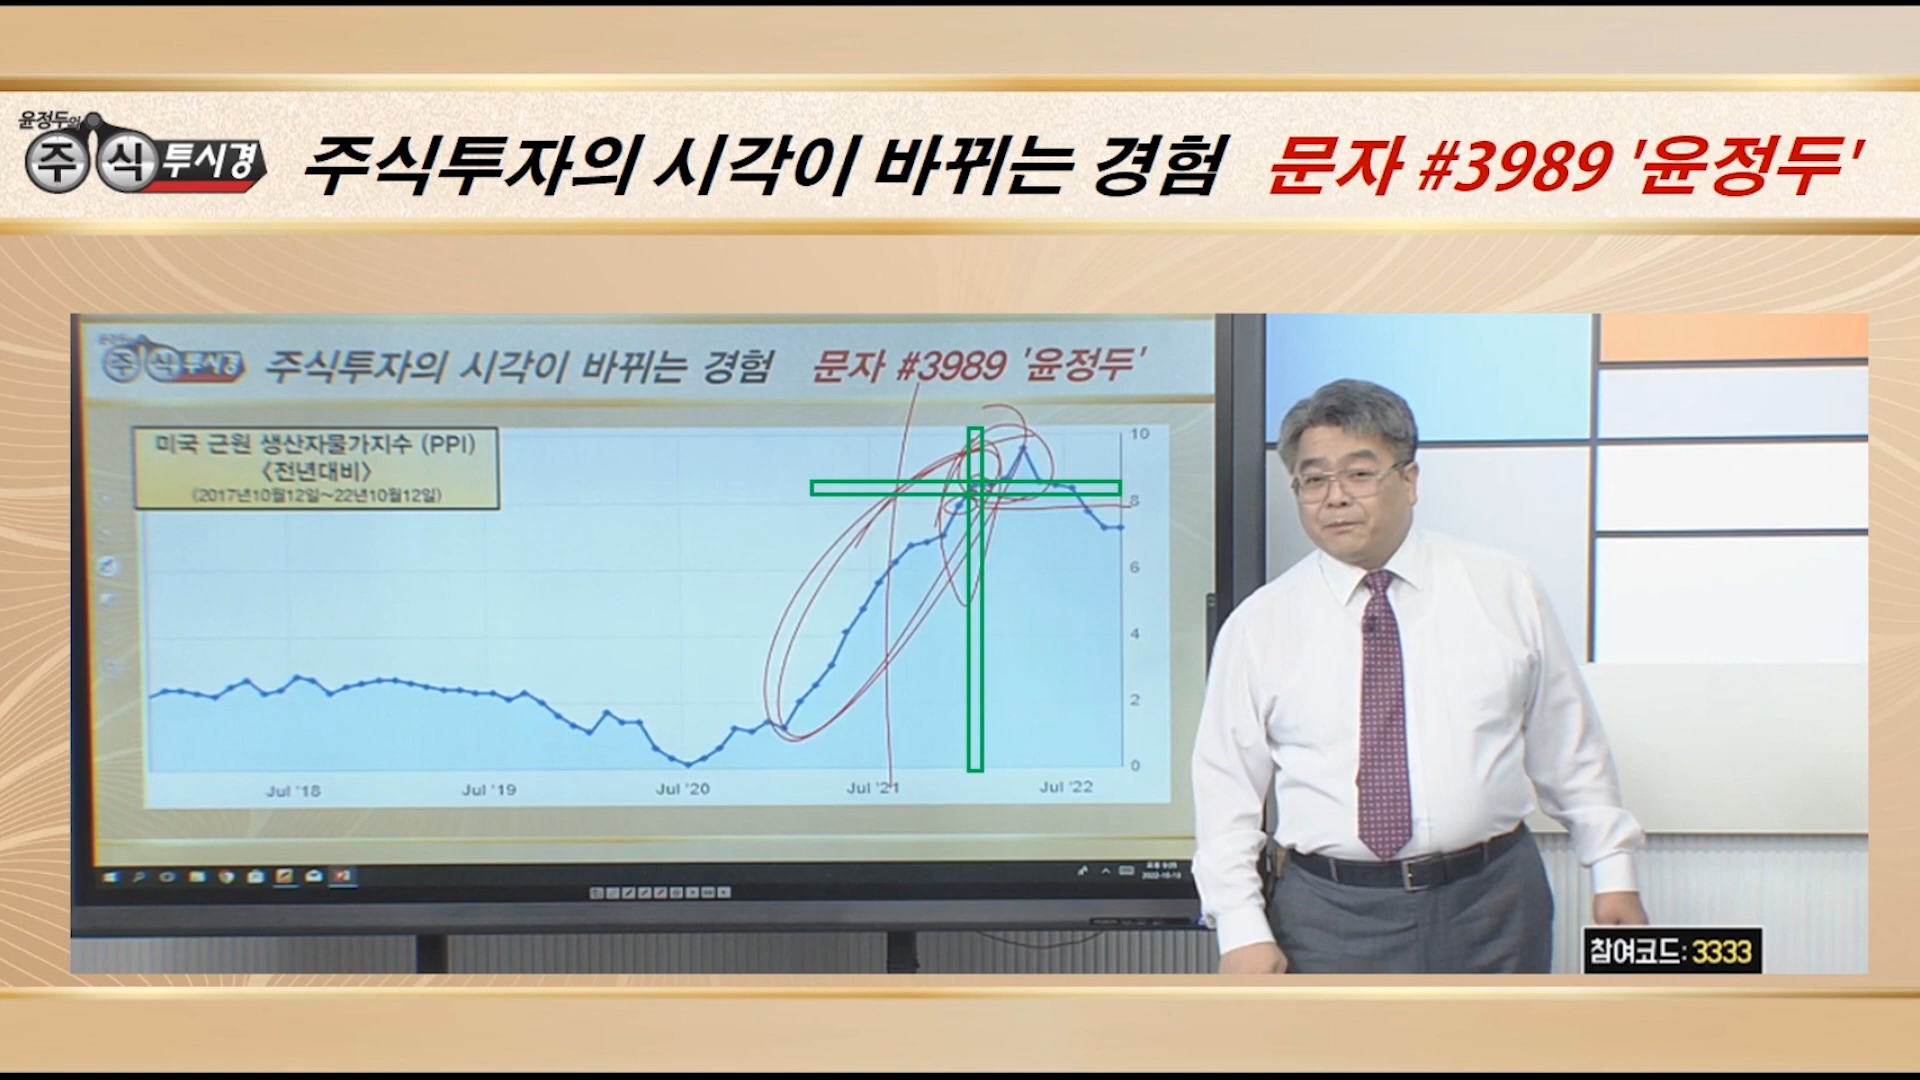 윤정두의
주식투시경
주식투자의 시각이 바뀌는 경험 문자 #3989 '윤정두'
주식투시경
주식투자의 시각이 바뀌는 경험 문자 #3989 '윤정두'
미국 근원 생산자물가지수 (PPI)
<전년대비>
(2017년10월12일~22년10월12일)
10
8
6
4
2
0
Jul '18 Jul '19 Jul '20 Jul '21 Jul '22
참여코드: 3333